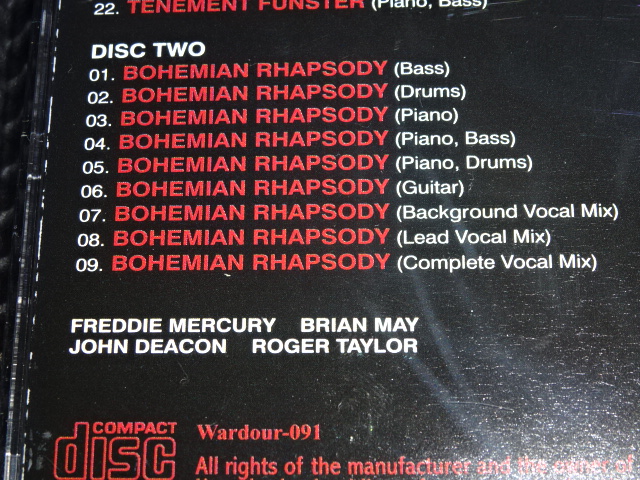 22. TENEMENT FUNSTER (Piano, Bass)
DISC TWO
01. BOHEMIAN RHAPSODY (Bass)
02. BOHEMIAN RHAPSODY (Drums)
03. BOHEMIAN RHAPSODY (Piano)
04. BOHEMIAN RHAPSODY (Piano, Bass)
05. BOHEMIAN RHAPSODY (Piano, Drums)
06. BOHEMIAN RHAPSODY (Guitar)
07. BOHEMIAN RHAPSODY (Background Vocal Mix)
08. BOHEMIAN RHAPSODY (Lead Vocal Mix)
09. BOHEMIAN RHAPSODY (Complete Vocal Mix)
FREDDIE MERCURY BRIAN MAY
JOHN DEACON ROGER TAYLOR
COMPACT disc Wardour-091
All rights of the manufacturer and the owner of